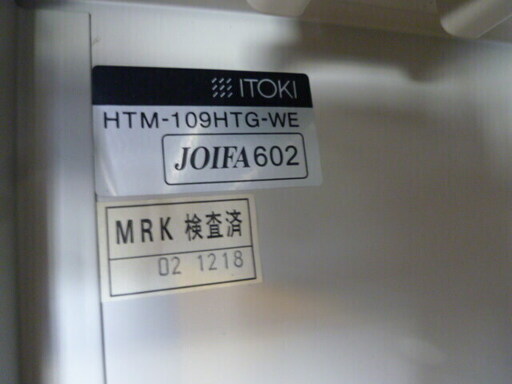 ITOKI
HTM-109HTG-WE
JOIFA602
MRK 検査済
02 1218